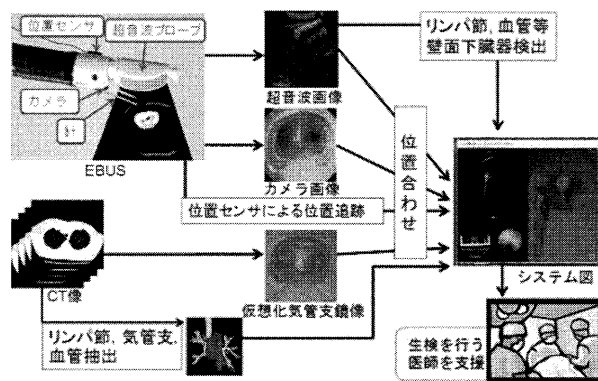 位置センサ
超音波プローブ
カメラ
針
EBUS
超音波画像
カメラ画像
位置センサによる位置追跡
リンパ節, 血管等
壁面下臓器検出
位置合わせ
システム図
CT像
仮想化気管支鏡像
リンパ節, 気管支,
血管抽出
生検を行う
医師を支援